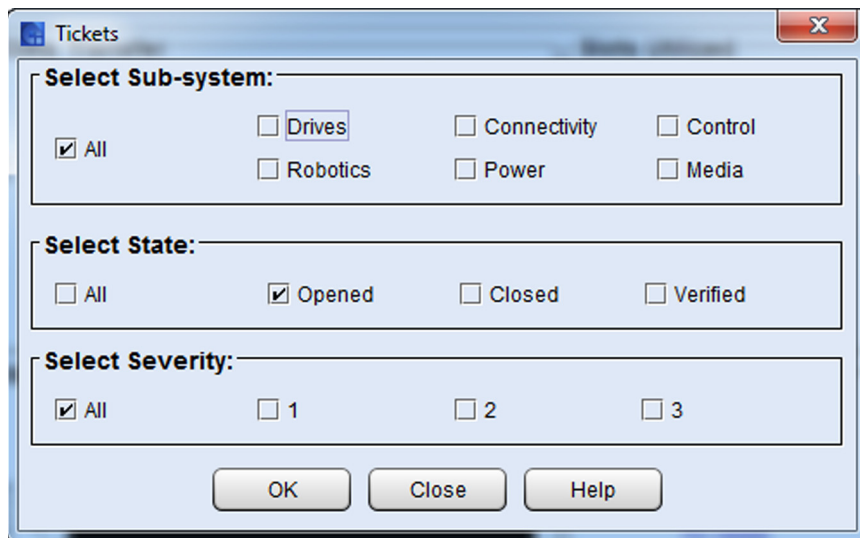 Tickets
Select Sub-system:
All
Drives
Connectivity
Control
Robotics
Power
Media
Select State:
All
Opened
Closed
Verified
Select Severity:
All
1
2
3
OK
Close
Help